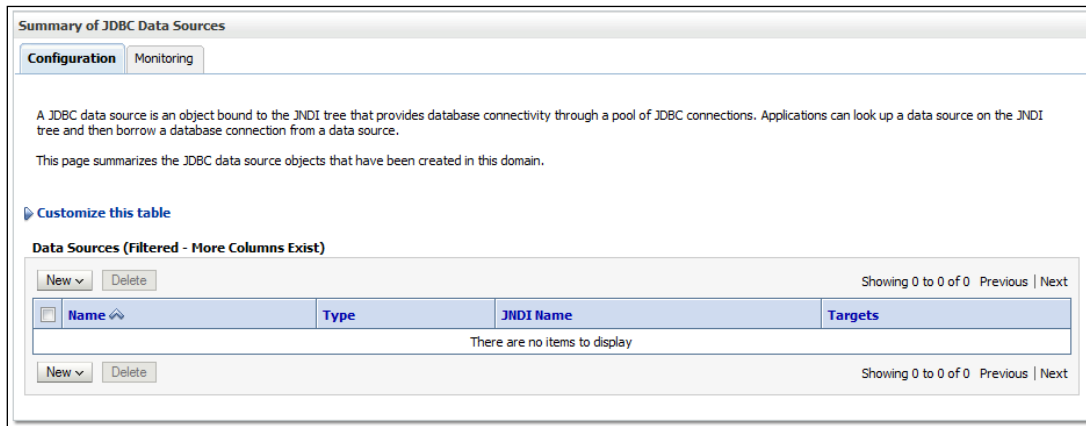 Summary of JDBC Data Sources
Configuration Monitoring
A JDBC data source is an object bound to the JNDI tree that provides database connectivity through a pool of JDBC connections. Applications can look up a data source on the JNDI
tree and then borrow a database connection from a data source.
This page summarizes the JDBC data source objects that have been created in this domain.
Customize this table
Data Sources (Filtered - More Columns Exist)
New Delete Showing 0 to 0 of 0 Previous | Next
Name Type JNDI Name Targets
There are no items to display
New Delete Showing 0 to 0 of 0 Previous | Next